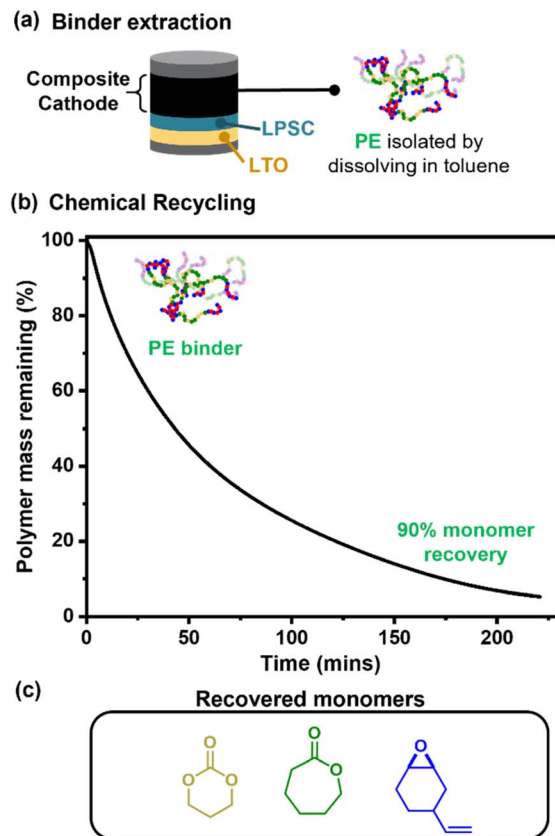 (a) Binder extraction
Composite
Cathode
LPSC
LTO
PE isolated by
dissolving in toluene
(b) Chemical Recycling
Polymer mass remaining (%)
100
80
60
40
20
0
PE binder
90% monomer
recovery
0
50
100
150
200
Time (mins)
(c)
Recovered monomers
O
O
O
O
O
O